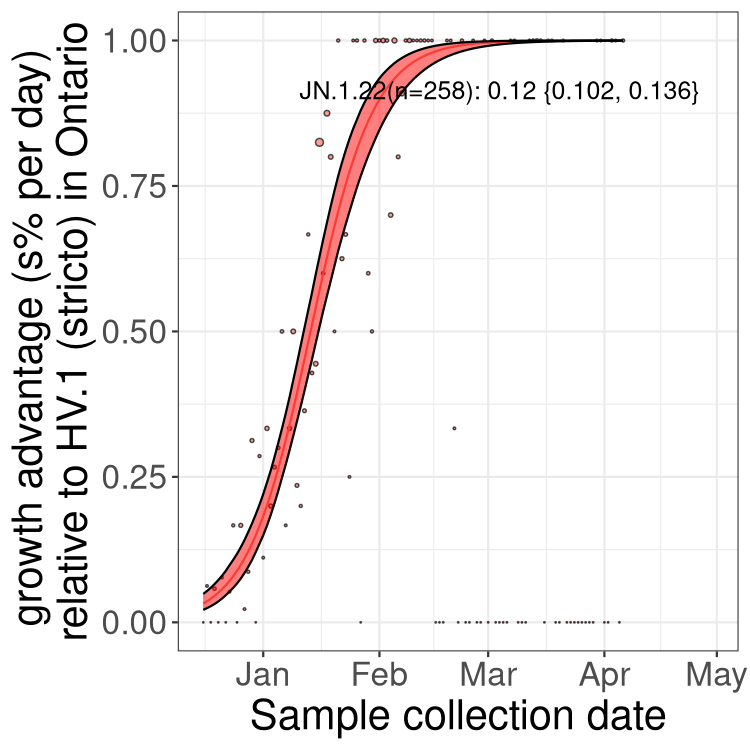 growth advantage (s% per day)
relative to HV.1 (stricto) in Ontario
1.00
JN.1.22(n=258): 0.12 {0.102, 0.136}
0.75
0.50
0.25
0.00
Jan Feb Mar Apr May
Sample collection date